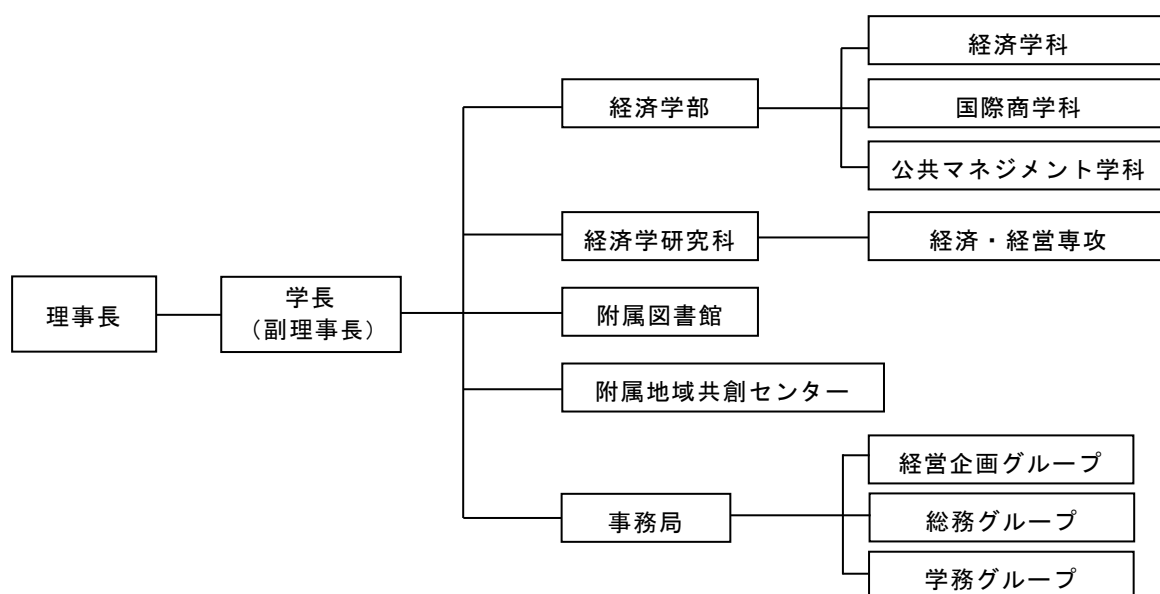 理事長
学長
（副理事長）
経済学部
経済学科
国際商学科
公共マネジメント学科
経済学研究科
経済・経営専攻
附属図書館
附属地域共創センター
事務局
経営企画グループ
総務グループ
学務グループ